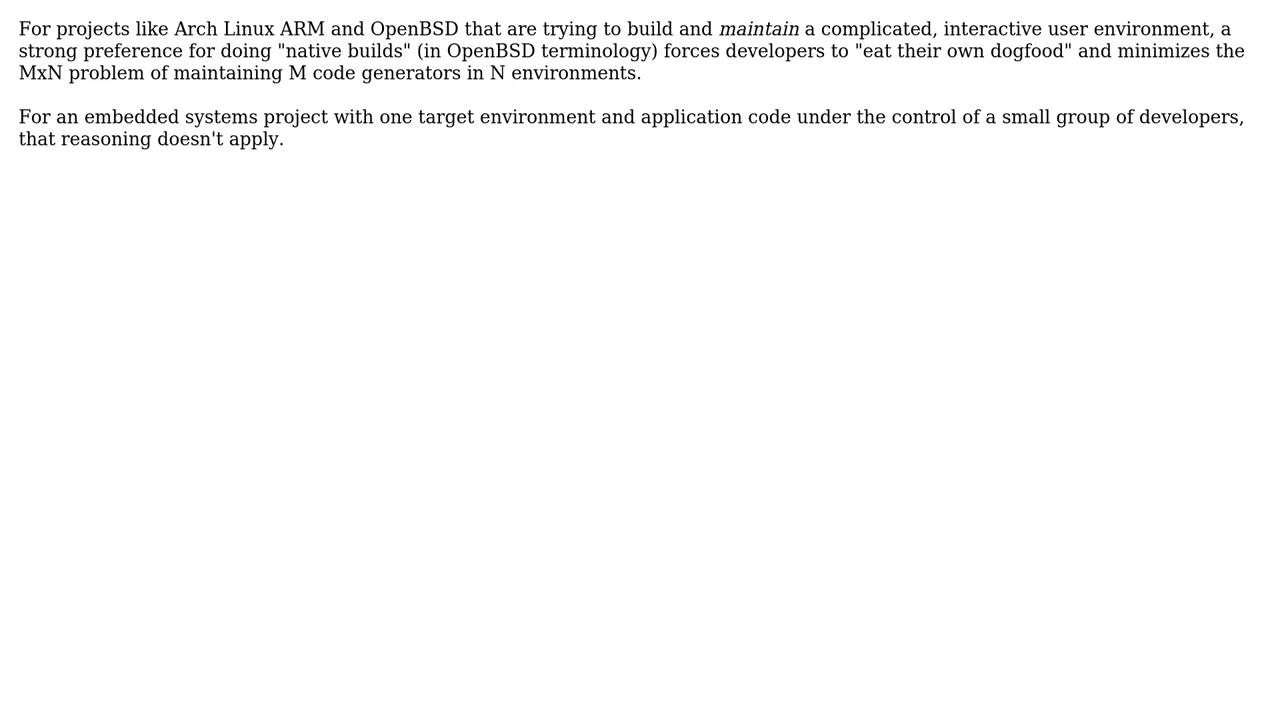 For projects like Arch Linux ARM and OpenBSD that are trying to build and maintain a complicated, interactive user environment, a
strong preference for doing "native builds" (in OpenBSD terminology) forces developers to "eat their own dogfood" and minimizes the
MxN problem of maintaining M code generators in N environments.
For an embedded systems project with one target environment and application code under the control of a small group of developers,
that reasoning doesn't apply.